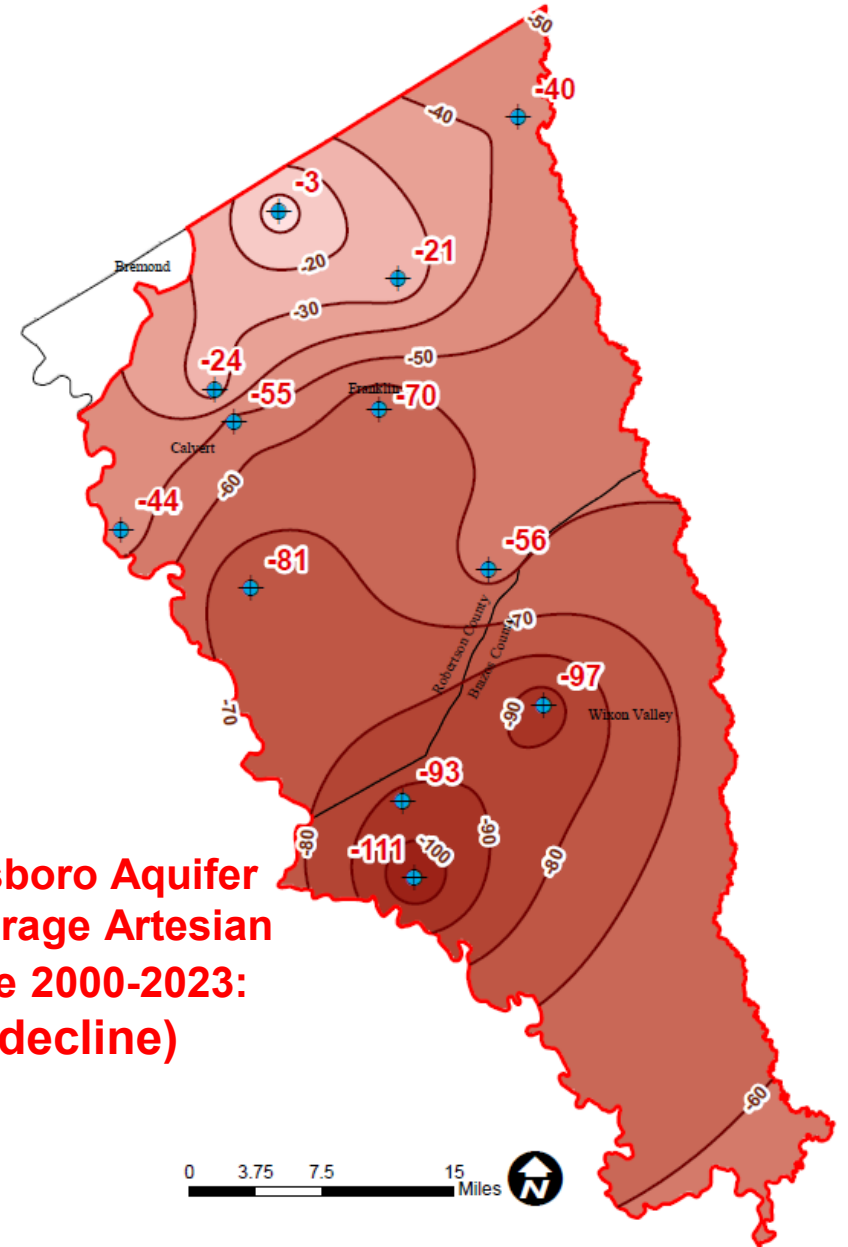 -50
-40
-40
-3
-21
-20
Bremond
-30
-24
-50
-55
Franklin
-70
Calvert
-60
-44
-56
-81
Robertson County
Brazos County
-70
-97
-70
-90
Wixon Valley
-93
-80
-90
-111
-100
-80
sboro Aquifer
rage Artesian
e 2000-2023:
decline)
-60
0 3.75 7.5 15
Miles
N